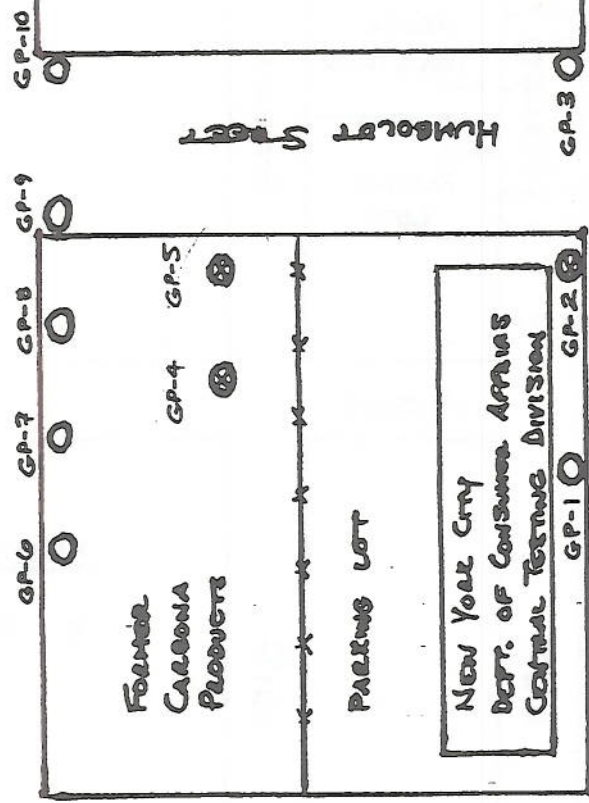 GP-10
GP-9
GP-8
GP-7
GP-6
GP-5
GP-4
HUMBOLDT STREET
GP-3
FORMER
CARBONA
PRODUCTS
PARKING LOT
NEW YORK CITY
DEPT. OF CONSUMER AFFAIRS
CENTRAL TESTING DIVISION
GP-2
GP-1